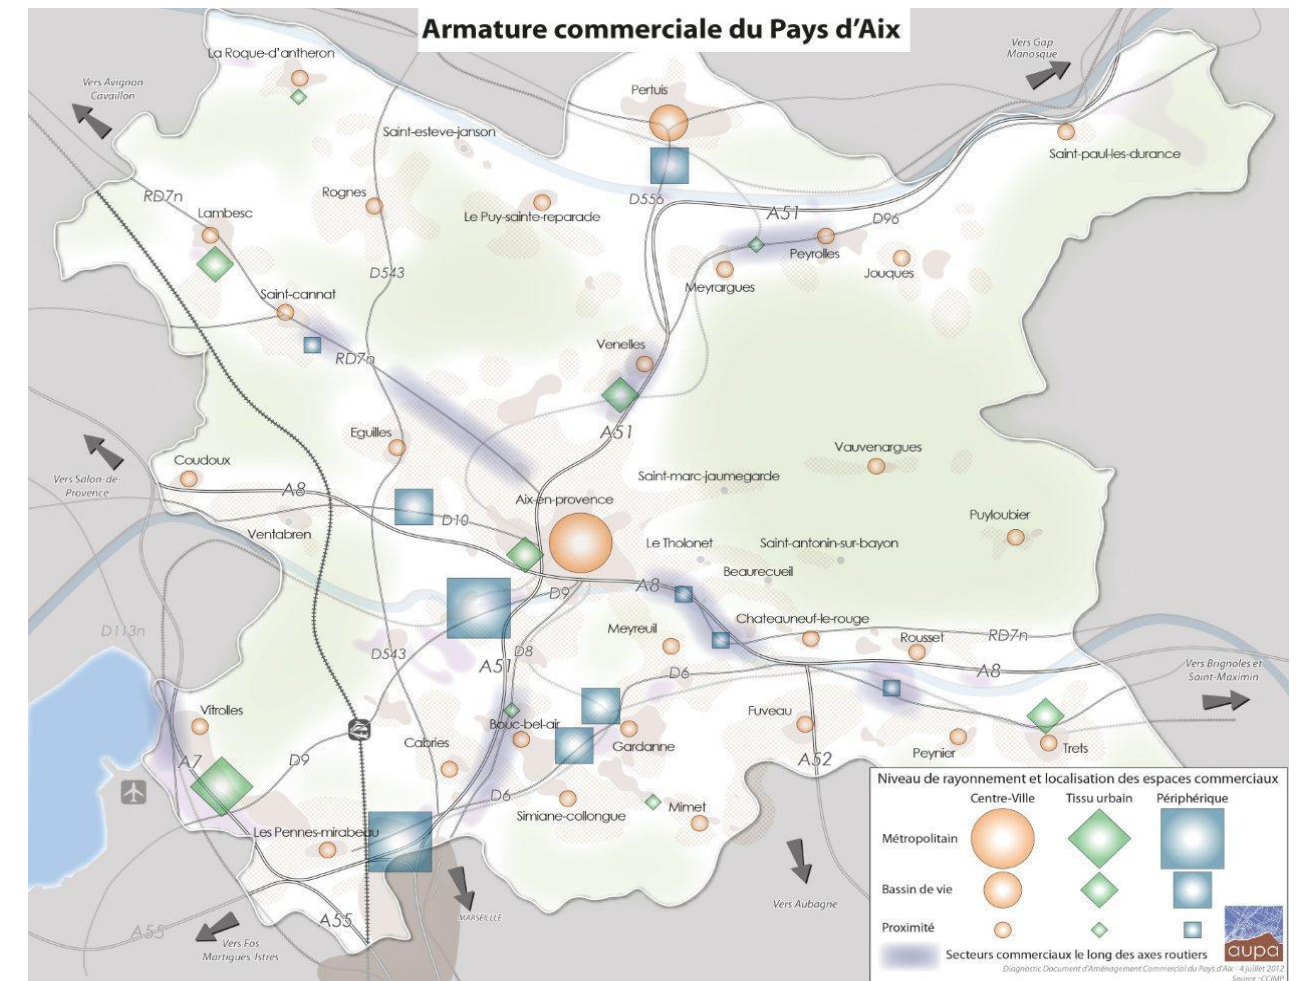 Armature commerciale du Pays d'Aix
La Roque-d'antheron
Vers Gap
Manosque
Vers Avignon
Cavaillon
Pertuis
Saint-esteve-janson
Saint-paul-les-durance
RD7n
Rognes
D556
Lambesc
Le Puy-sainte-reparade
A51
D96
Peyrolles
Jouques
D543
Meyrargues
Saint-cannat
Venelles
RD7n
Eguilles
A51
Vauvenargues
Coudoux
Saint-marc-jaumegarde
Vers Salon-de-
Provence
A8
Aix-en-provence
D10
Puyloubier
Ventabren
Le Tholonet
Saint-antonin-sur-bayon
Beaurecueil
A8
D9
D113n
Meyreuil
Chateauneuf-le-rouge
Rousset
RD7n
D543
A51
D8
D6
A8
Vers Brignoles et
Saint-Maximin
Vitrolles
Bouc-bel-air
Fuveau
Cabries
Gardanne
Peynier
Trets
A7
D9
A52
D6
Simiane-collongue
Mimet
Les Pennes-mirabeau
Vers Aubagne
MARSEILLE
A55
A55
Vers Fos
Martigues Istres
Niveau de rayonnement et localisation des espaces commerciaux
Centre-Ville Tissu urbain Périphérique
Métropolitain
Bassin de vie
Proximité
Secteurs commerciaux le long des axes routiers
aupa
Diagnostic Document d'Aménagement Commercial du Pays d'Aix - 4 juillet 2012
Source : CCIMP